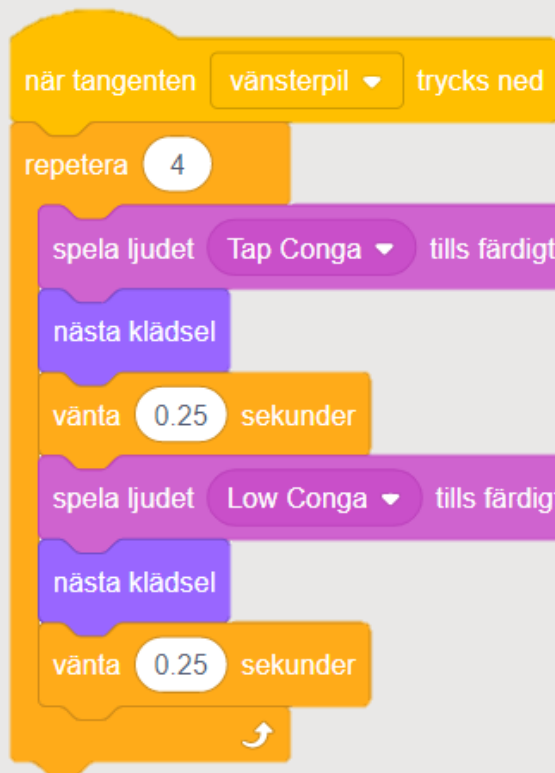 när tangenten vänsterpil trycks ned
repetera 4
spela ljudet Tap Conga tills färdigt
nästa klädsel
vänta 0.25 sekunder
spela ljudet Low Conga tills färdigt
nästa klädsel
vänta 0.25 sekunder